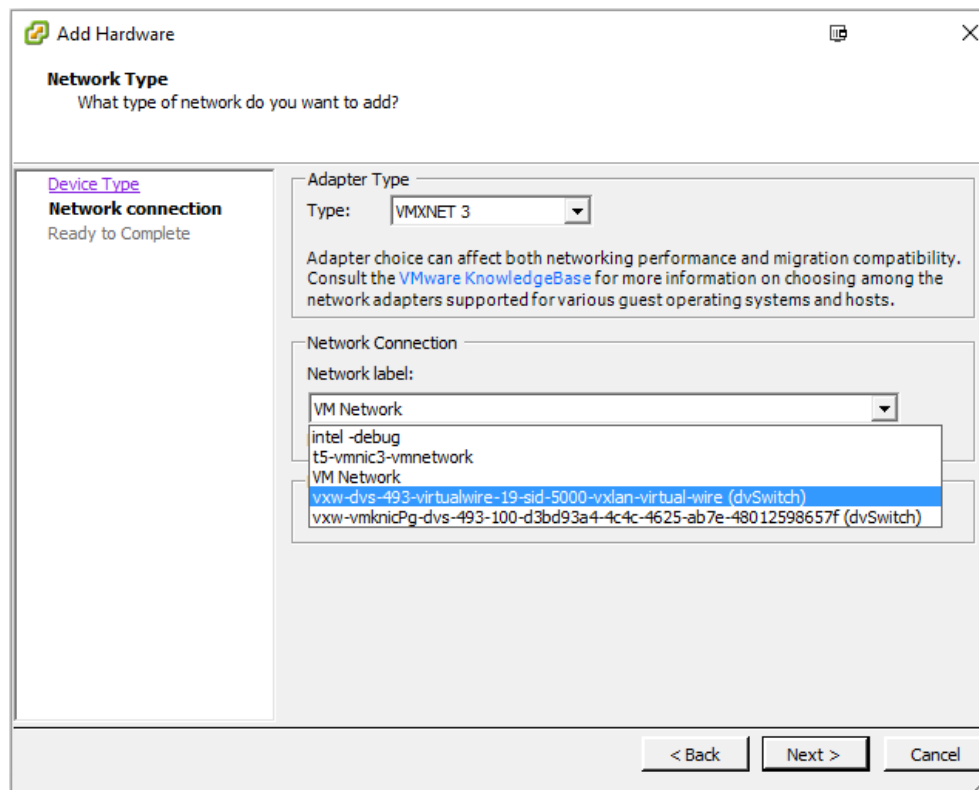 Add Hardware
Network Type
What type of network do you want to add?
Device Type
Network connection
Ready to Complete
Adapter Type
Type: VMXNET 3
Adapter choice can affect both networking performance and migration compatibility.
Consult the VMware KnowledgeBase for more information on choosing among the
network adapters supported for various guest operating systems and hosts.
Network Connection
Network label:
VM Network
intel -debug
t5-vmnic3-vmnetwork
VM Network
vxw-dvs-493-virtualwire-19-sid-5000-vxlan-virtual-wire (dvSwitch)
vxw-vmknicPg-dvs-493-100-d3bd93a4-4c4c-4625-ab7e-48012598657f (dvSwitch)
< Back Next > Cancel